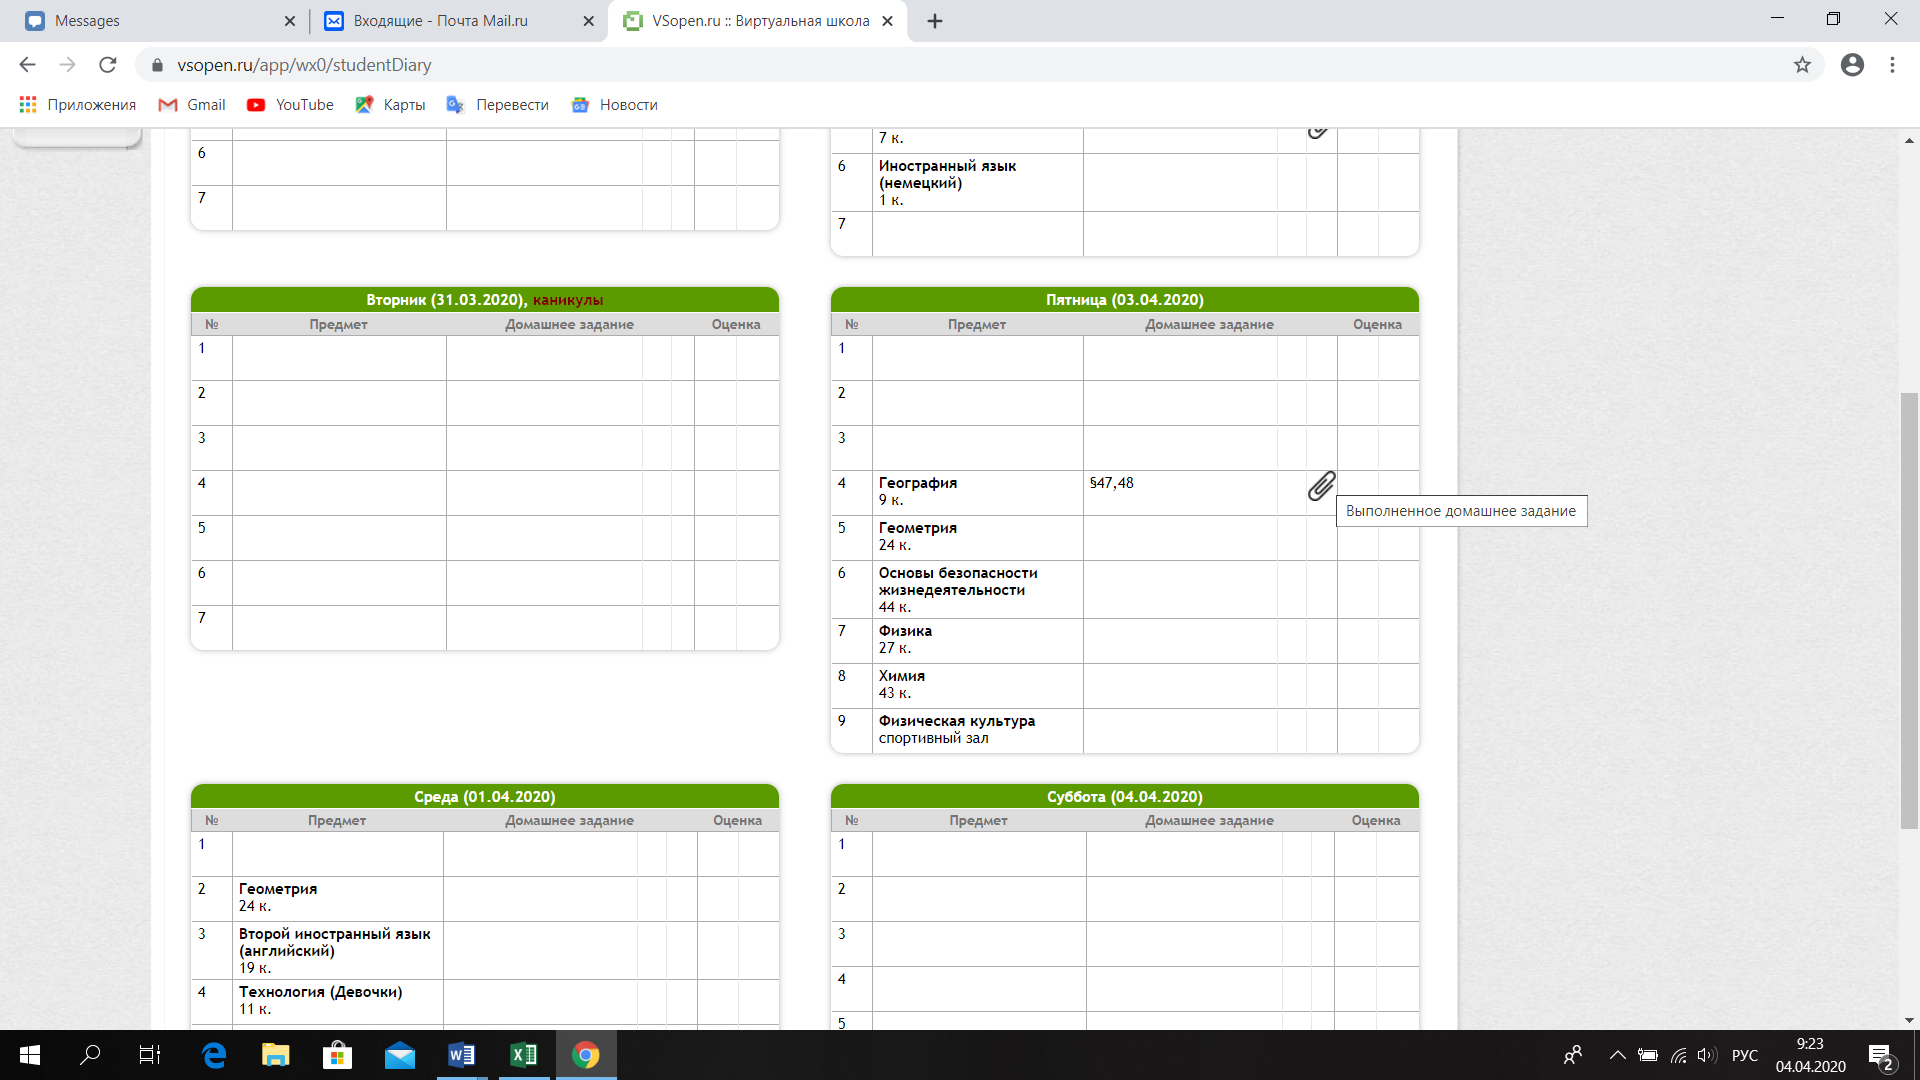 Messages
Входящие - Почта Mail.ru
VSopen.ru :: Виртуальная школа
vsopen.ru/app/wx0/studentDiary
Приложения
Gmail
YouTube
Карты
Перевести
Новости
6
7
7 к.
6
Иностранный язык
(немецкий)
1 к.
7
Вторник (31.03.2020), каникулы
№ Предмет Домашнее задание Оценка
1
2
3
4
5
6
7
Пятница (03.04.2020)
№ Предмет Домашнее задание Оценка
1
2
3
4 География §47,48
9 к.
Выполненное домашнее задание
5 Геометрия
24 к.
6 Основы безопасности
жизнедеятельности
44 к.
7 Физика
27 к.
8 Химия
43 к.
9 Физическая культура
спортивный зал
Среда (01.04.2020)
№ Предмет Домашнее задание Оценка
1
2 Геометрия
24 к.
3 Второй иностранный язык
(английский)
19 к.
4 Технология (Девочки)
11 к.
Суббота (04.04.2020)
№ Предмет Домашнее задание Оценка
1
2
3
4
5
РУС
9:23
04.04.2020
2